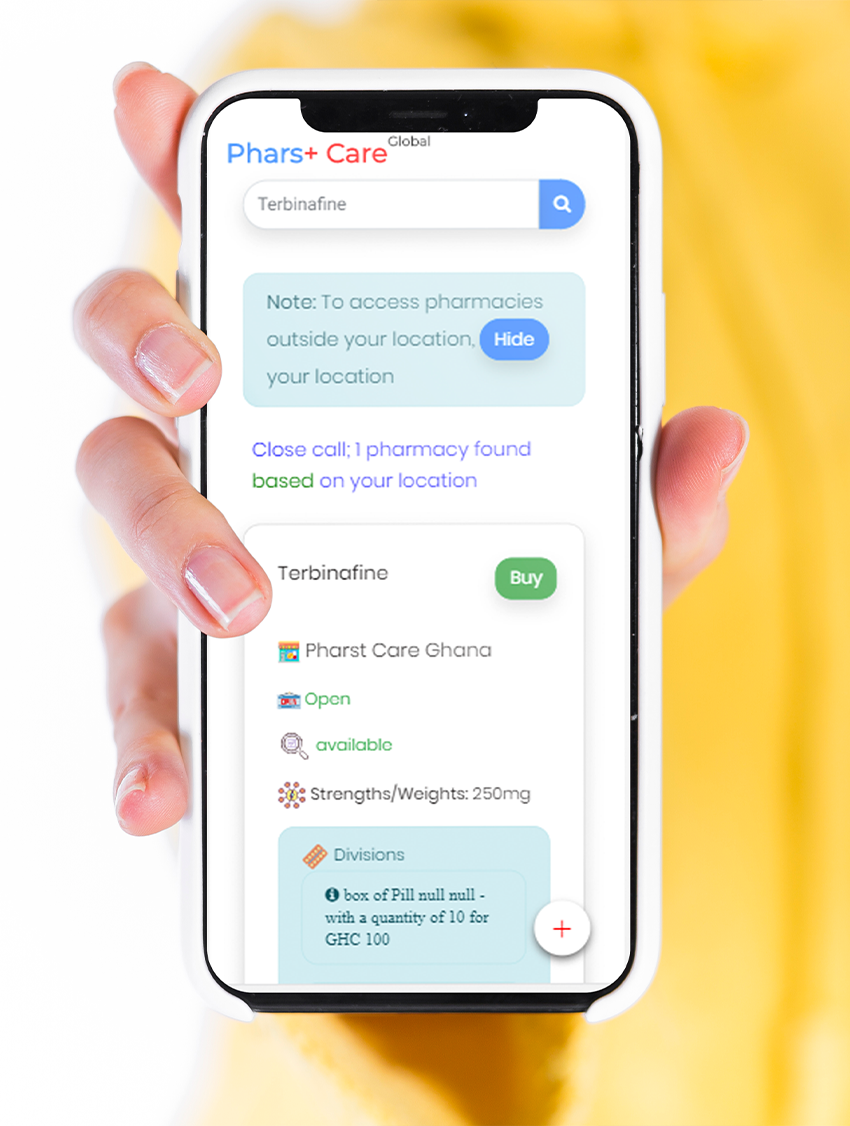 Phars+ Care Global
Terbinafine
Note: To access pharmacies
outside your location, Hide
your location
Close call; 1 pharmacy found
based on your location
Terbinafine
Buy
Pharst Care Ghana
Open
available
Strengths/Weights: 250mg
Divisions
box of Pill null null -
with a quantity of 10 for
GHC 100